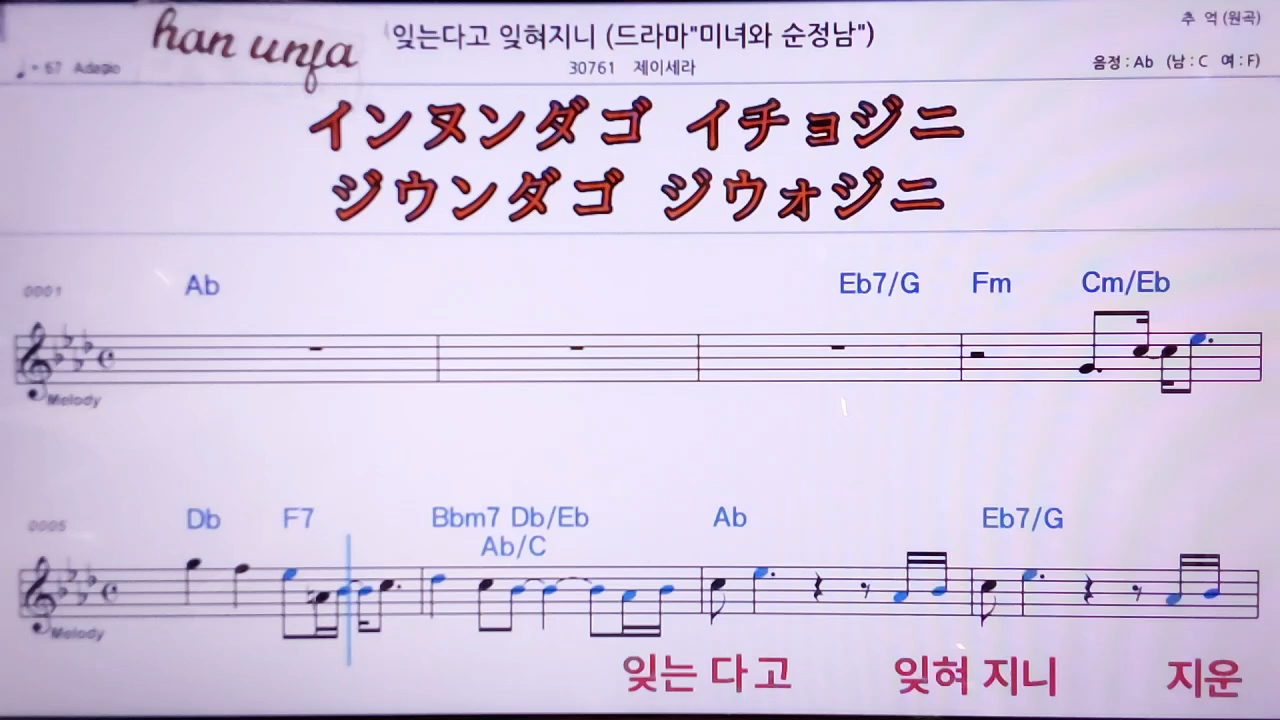 han unfa
잊는다고 잊혀지니 (드라마"미녀와 순정남")
추 억 (원곡)
♩= 67 Adagio
30761 제이세라
음정 : Ab (남 : C 여 : F)
インヌンダゴ イチョジニ
ジウンダゴ ジウォジニ
0001
Ab Eb7/G Fm Cm/Eb
Melody
0005
Db F7 Bbm7 Db/Eb Ab Eb7/G
Ab/C
Melody
잊는 다고 잊혀 지니 지운